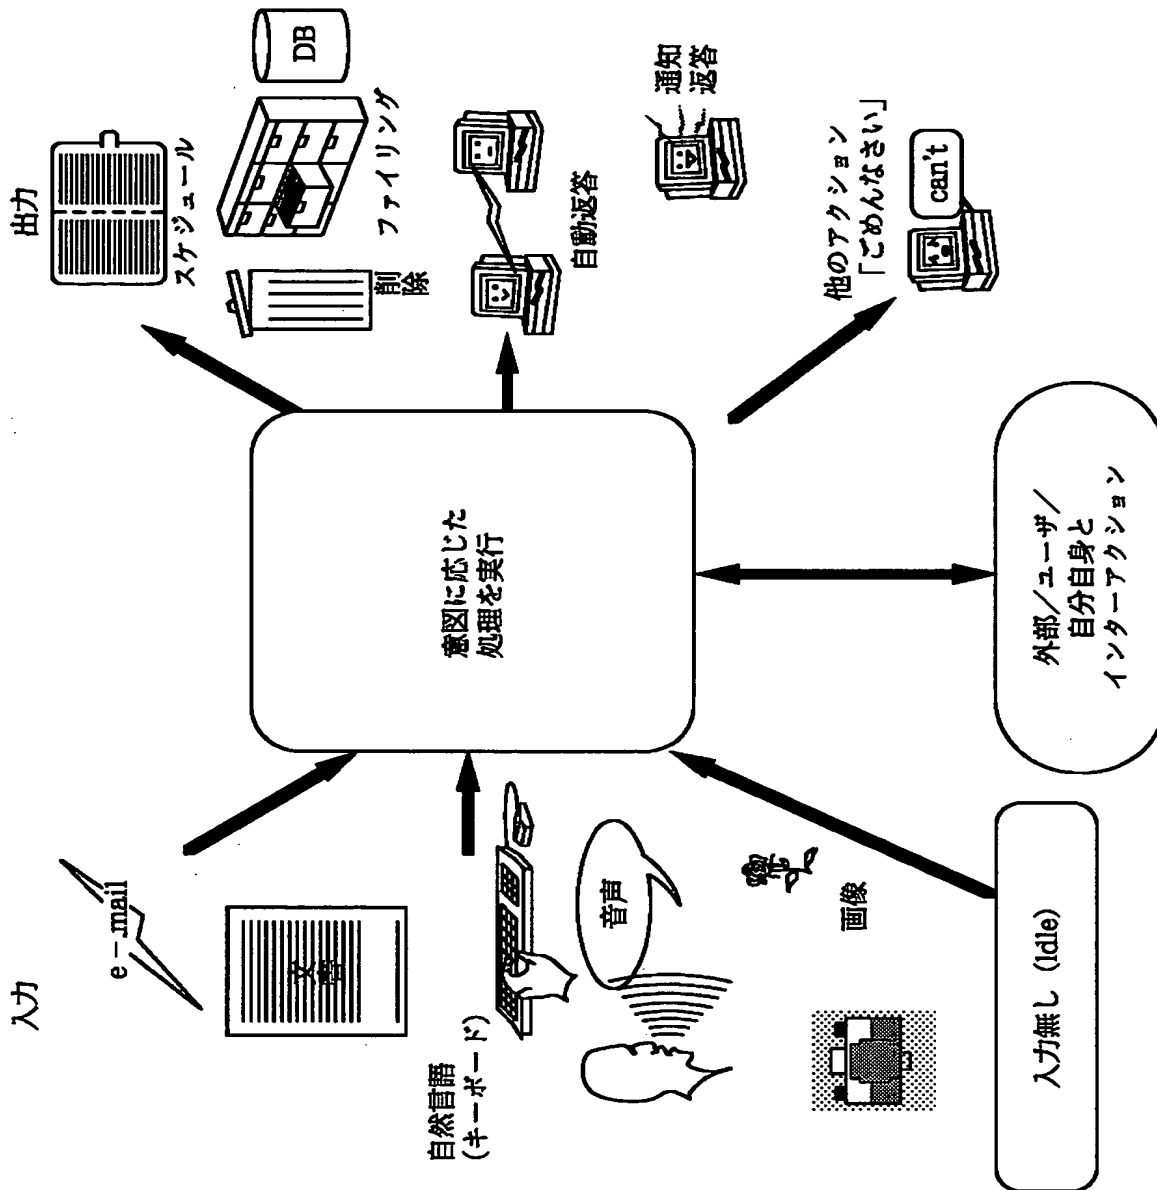 入力
e-mail
文書
自然言語
(キーボード)
音声
画像
入力無し (Idle)
意図に応じた
処理を実行
外部/ユーザ/
自分自身と
インターアクション
出力
スケジュール
DB
ファイリング
削除
自動返答
通知
返答
他のアクション
「ごめんなさい」
can't